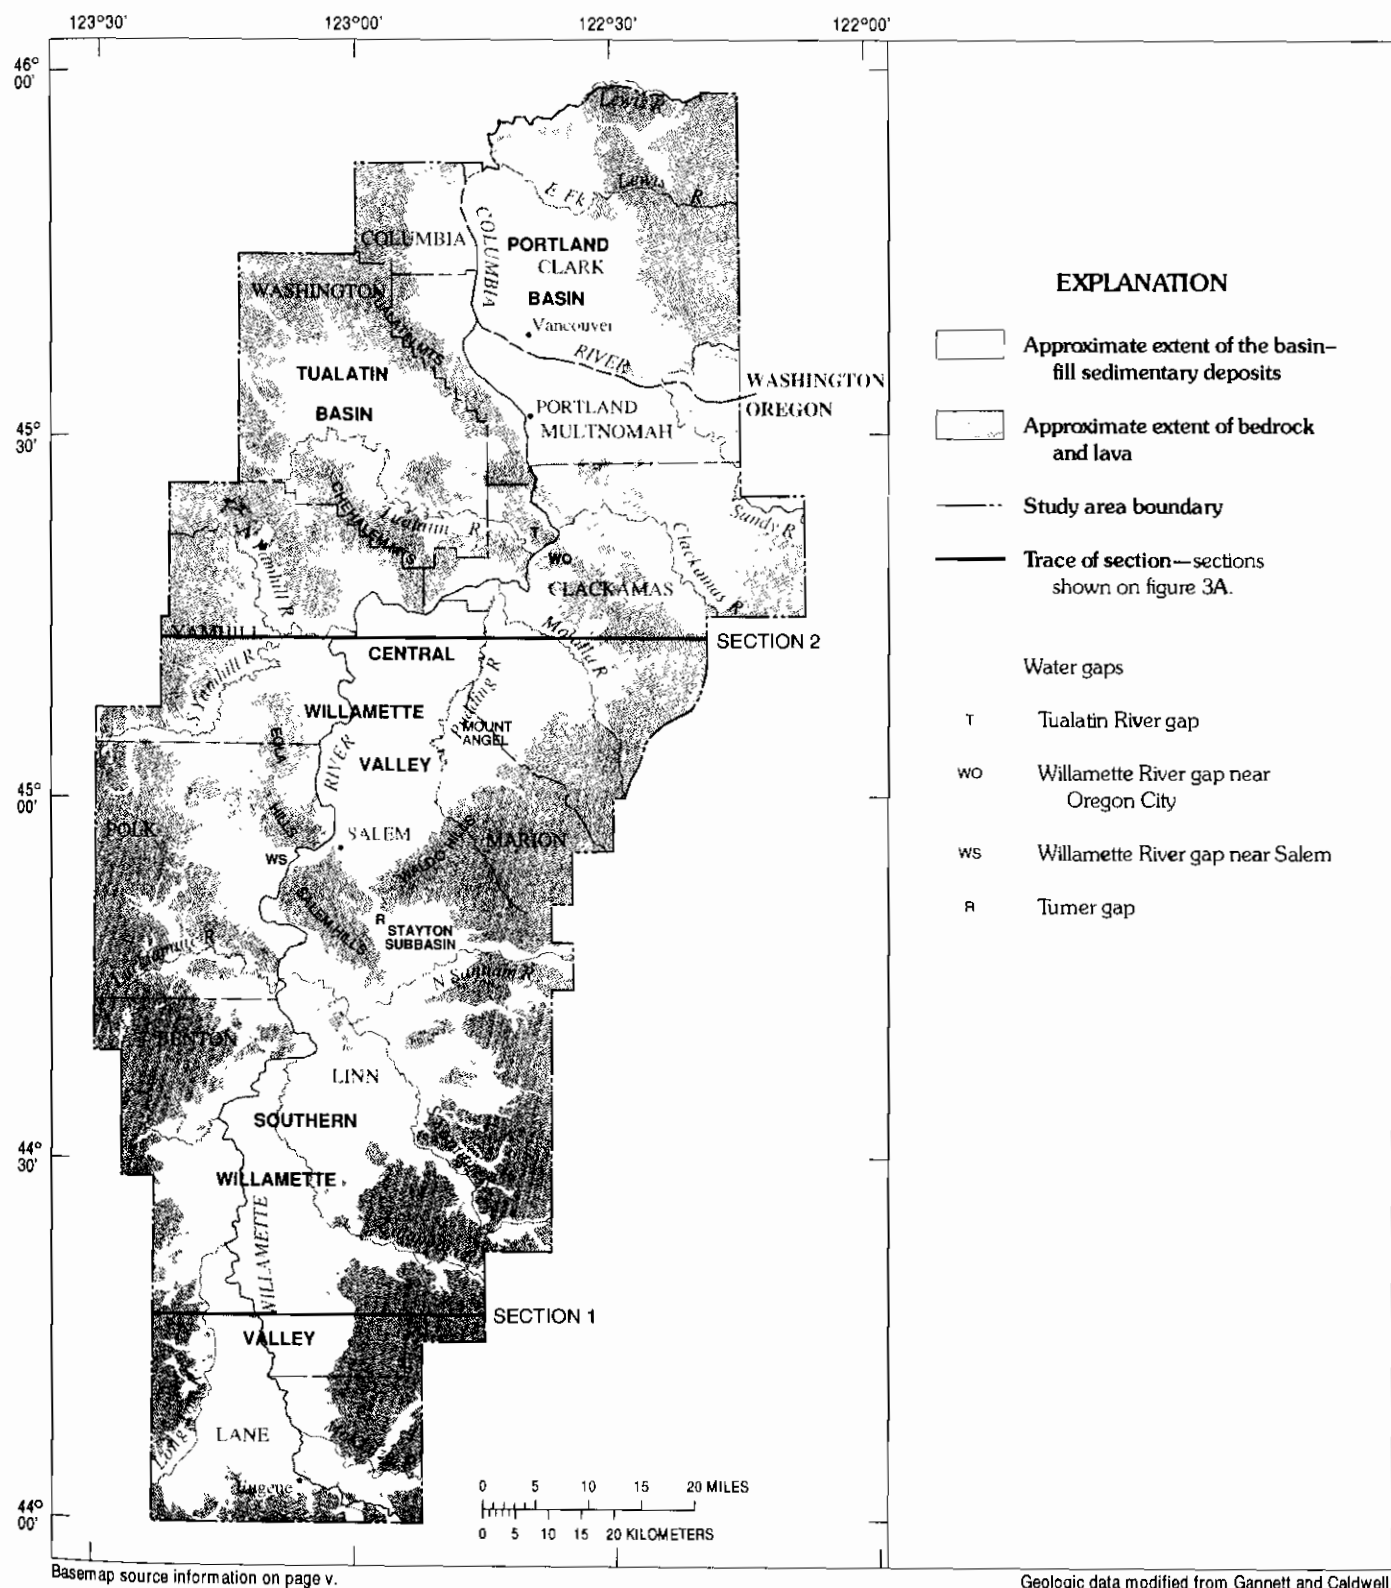 123°30'
123°00'
122°30'
122°00'
46°
00'
Lewis R
E Fk Lewis R
COLUMBIA
COLUMBIA
PORTLAND
CLARK
BASIN
WASHINGTON
Vancouver
RIVER
TUALATIN
BASIN
WASHINGTON
OREGON
PORTLAND
MULTNOMAH
45°
30'
CHEHALEM MTS
Tualatin R
T
WO
Sandy R
Clackamas R
CLACKAMAS
Yamhill R
YAMHILL
SECTION 2
CENTRAL
Molalla R
S Yamhill R
Pudding R
WILLAMETTE
MOUNT
ANGEL
EOLA
RIVER
VALLEY
45°
00'
HILLS
POLK
SALEM
WALDO HILLS
MARION
WS
SALEM HILLS
R
STAYTON
SUBBASIN
Luckiamute R
N Santiam R
BENTON
LINN
SOUTHERN
44°
30'
WILLAMETTE
WILLAMETTE
SECTION 1
VALLEY
LANE
Long
Eugene
44°
00'
0 5 10 15 20 MILES
0 5 10 15 20 KILOMETERS
EXPLANATION
Approximate extent of the basin–
fill sedimentary deposits
Approximate extent of bedrock
and lava
Study area boundary
Trace of section—sections
shown on figure 3A.
Water gaps
T Tualatin River gap
WO Willamette River gap near
Oregon City
WS Willamette River gap near Salem
R Turner gap
Basemap source information on page v.
Geologic data modified from Gannett and Caldwell